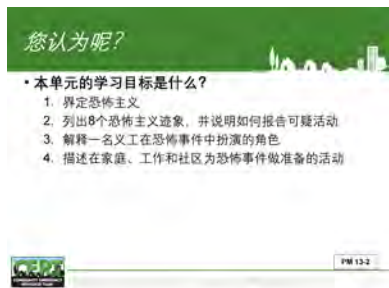 您认为呢？
▪ 本单元的学习目标是什么？
1. 界定恐怖主义
2. 列出8个恐怖主义迹象，并说明如何报告可疑活动
3. 解释一名义工在恐怖事件中扮演的角色
4. 描述在家庭、工作和社区为恐怖事件做准备的活动
PM 13-2